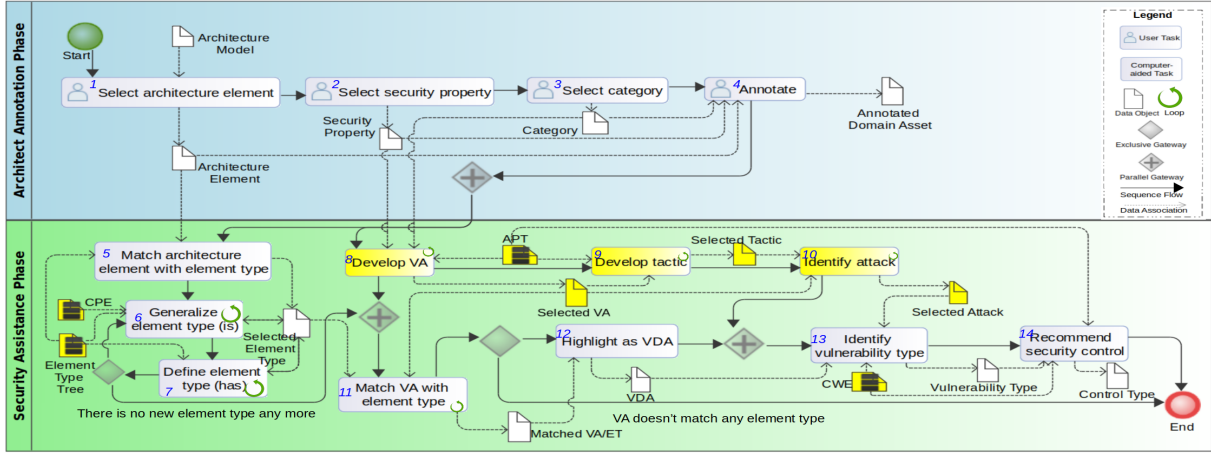 Architect Annotation Phase
Start
Architecture
Model
1
Select architecture element
2
Select security property
3
Select category
4
Annotate
Security
Property
Category
Annotated
Domain Asset
Architecture
Element
Legend
User Task
Computer-
aided Task
Data Object
Loop
Exclusive Gateway
Parallel Gateway
Sequence Flow
Data Association
Security Assistance Phase
5
Match architecture
element with element type
CPE
6
Generalize
element type (is)
Element
Type
Tree
Selected
Element
Type
7
Define element
type (has)
There is no new element type any more
8
Develop VA
APT
9
Develop tactic
Selected Tactic
10
Identify attack
Selected VA
Selected Attack
11
Match VA with
element type
Matched VA/ET
12
Highlight as VDA
VDA
13
Identify
vulnerability type
CWE
Vulnerability Type
14
Recommend
security control
Control Type
VA doesn't match any element type
End